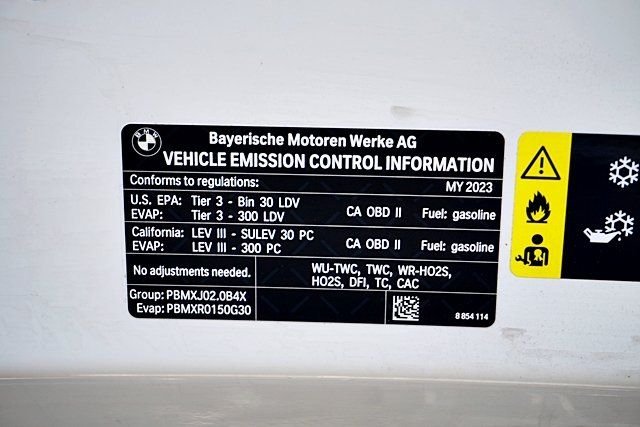 BMW
Bayerische Motoren Werke AG
VEHICLE EMISSION CONTROL INFORMATION
Conforms to regulations: MY 2023
U.S. EPA: Tier 3 - Bin 30 LDV
EVAP: Tier 3 - 300 LDV CA OBD II Fuel: gasoline
California: LEV III - SULEV 30 PC
EVAP: LEV III - 300 PC CA OBD II Fuel: gasoline
No adjustments needed.
WU-TWC, TWC, WR-HO2S,
HO2S, DFI, TC, CAC
Group: PBMXJ02.0B4X
Evap: PBMXR0150G30
8 854 114